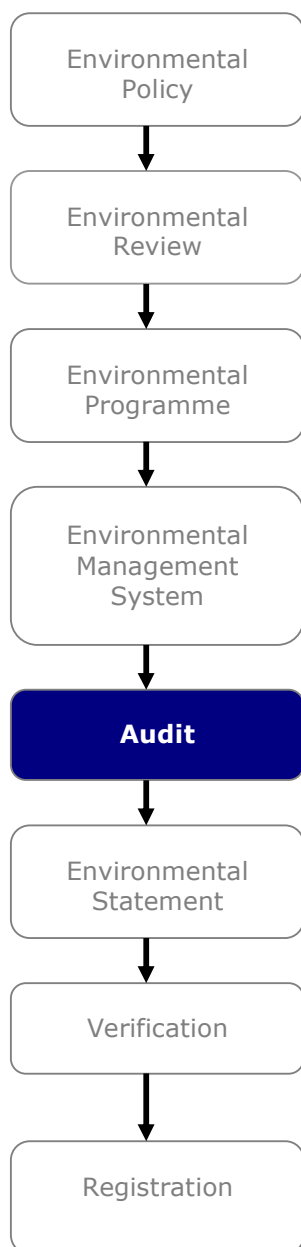 Environmental
Policy
Environmental
Review
Environmental
Programme
Environmental
Management
System
Audit
Environmental
Statement
Verification
Registration